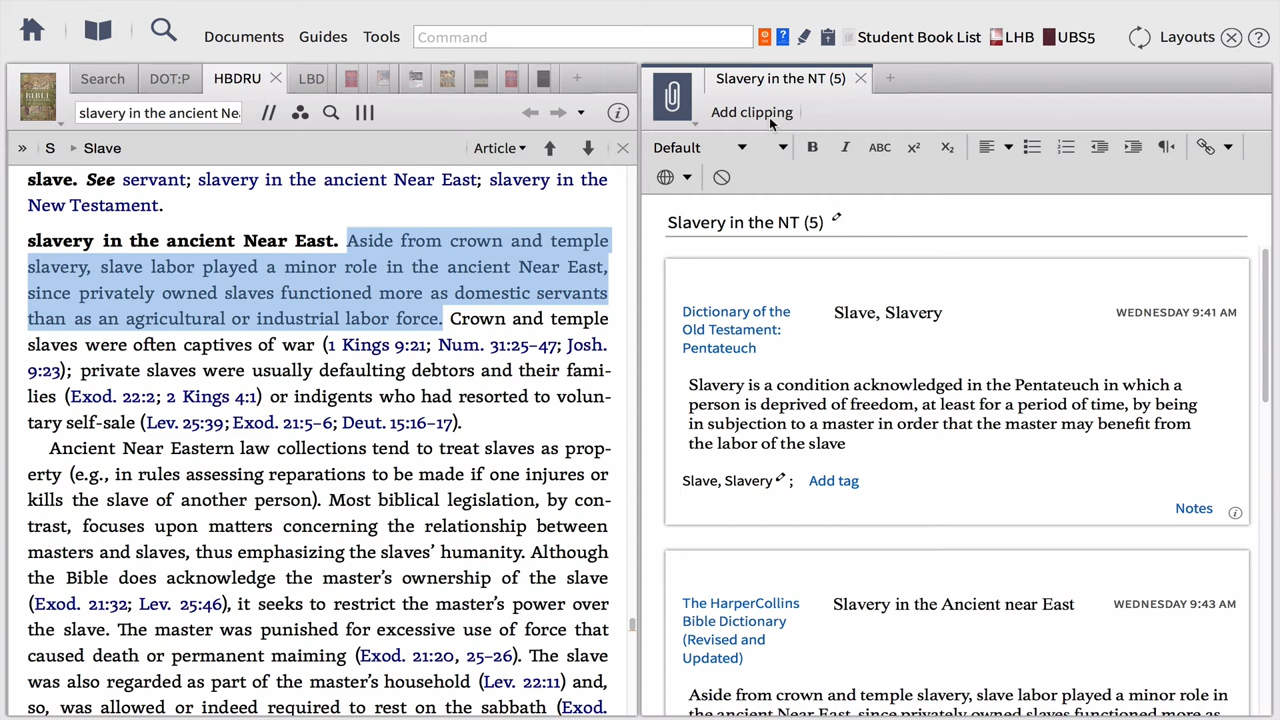 Documents Guides Tools Command Student Book List LHB UBS5 Layouts
Search DOT:P HBDRU LBD
slavery in the ancient Ne
» S Slave Article
slave. See servant; slavery in the ancient Near East; slavery in the
New Testament.
slavery in the ancient Near East. Aside from crown and temple
slavery, slave labor played a minor role in the ancient Near East,
since privately owned slaves functioned more as domestic servants
than as an agricultural or industrial labor force. Crown and temple
slaves were often captives of war (1 Kings 9:21; Num. 31:25–47; Josh.
9:23); private slaves were usually defaulting debtors and their fami-
lies (Exod. 22:2; 2 Kings 4:1) or indigents who had resorted to volun-
tary self-sale (Lev. 25:39; Exod. 21:5–6; Deut. 15:16–17).
Ancient Near Eastern law collections tend to treat slaves as prop-
erty (e.g., in rules assessing reparations to be made if one injures or
kills the slave of another person). Most biblical legislation, by con-
trast, focuses upon matters concerning the relationship between
masters and slaves, thus emphasizing the slaves’ humanity. Although
the Bible does acknowledge the master’s ownership of the slave
(Exod. 21:32; Lev. 25:46), it seeks to restrict the master’s power over
the slave. The master was punished for excessive use of force that
caused death or permanent maiming (Exod. 21:20, 25–26). The slave
was also regarded as part of the master’s household (Lev. 22:11) and,
so, was allowed or indeed required to rest on the sabbath (Exod.
Slavery in the NT (5)
Add clipping
Default B I ABC X² X₂
Slavery in the NT (5)
Dictionary of the
Old Testament:
Pentateuch
Slave, Slavery
WEDNESDAY 9:41 AM
Slavery is a condition acknowledged in the Pentateuch in which a
person is deprived of freedom, at least for a period of time, by being
in subjection to a master in order that the master may benefit from
the labor of the slave
Slave, Slavery ; Add tag
Notes
The HarperCollins
Bible Dictionary
(Revised and
Updated)
Slavery in the Ancient near East
WEDNESDAY 9:43 AM
Aside from crown and temple slavery, slave labor played a minor role in
the ancient Near East, since privately owned slaves functioned more as